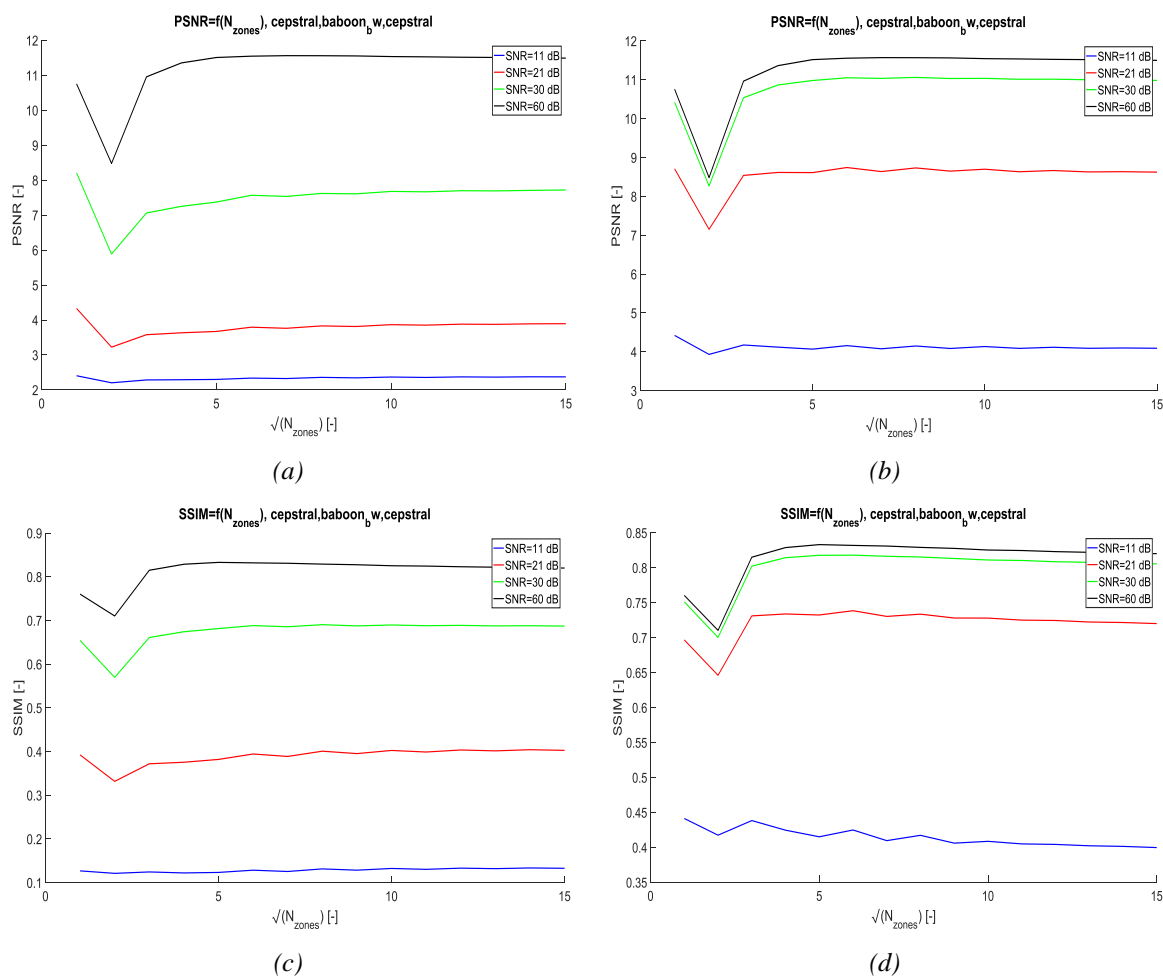 PSNR=f(N_zones), cepstral,baboon_bw,cepstral
12
11
10
9
8
7
6
5
4
3
2
PSNR [-]
SNR=11 dB
SNR=21 dB
SNR=30 dB
SNR=60 dB
0 5 10 15
√(N_zones) [-]
(a)
PSNR=f(N_zones), cepstral,baboon_bw,cepstral
12
11
10
9
8
7
6
5
4
3
PSNR [-]
SNR=11 dB
SNR=21 dB
SNR=30 dB
SNR=60 dB
0 5 10 15
√(N_zones) [-]
(b)
SSIM=f(N_zones), cepstral,baboon_bw,cepstral
0.9
0.8
0.7
0.6
0.5
0.4
0.3
0.2
0.1
SSIM [-]
SNR=11 dB
SNR=21 dB
SNR=30 dB
SNR=60 dB
0 5 10 15
√(N_zones) [-]
(c)
SSIM=f(N_zones), cepstral,baboon_bw,cepstral
0.85
0.8
0.75
0.7
0.65
0.6
0.55
0.5
0.45
0.4
0.35
SSIM [-]
SNR=11 dB
SNR=21 dB
SNR=30 dB
SNR=60 dB
0 5 10 15
√(N_zones) [-]
(d)